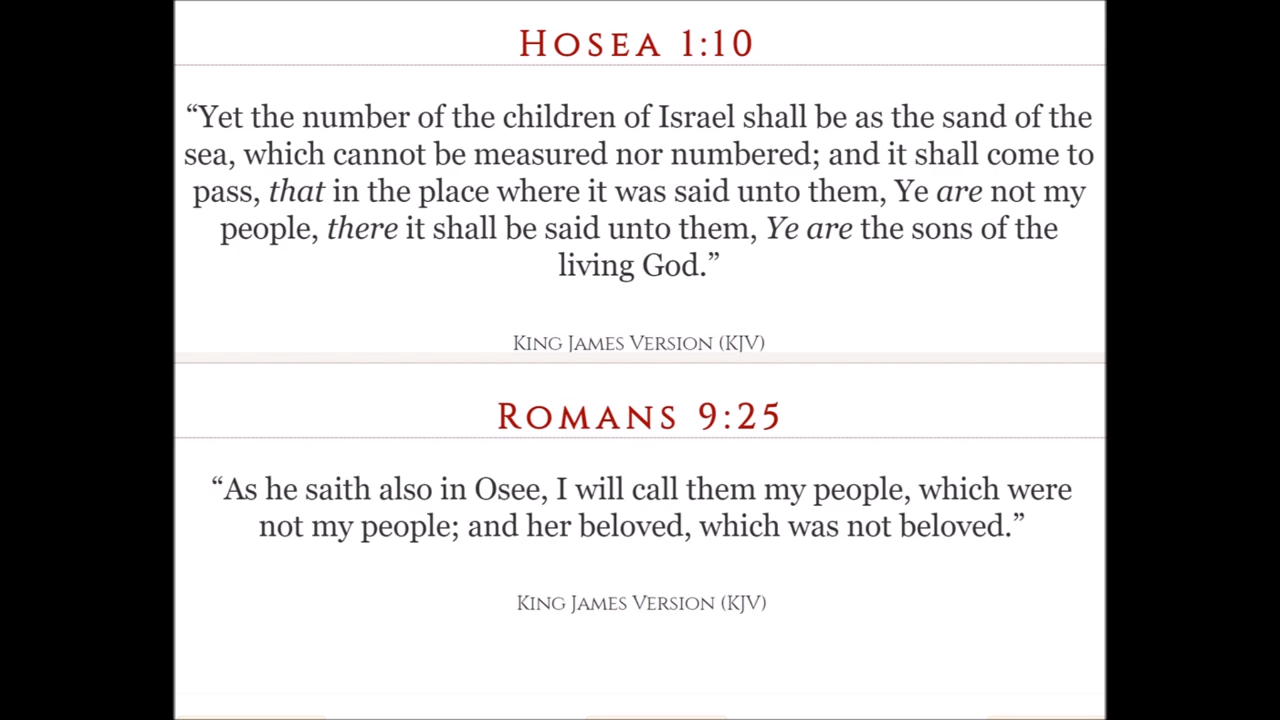 Hosea 1:10
“Yet the number of the children of Israel shall be as the sand of the
sea, which cannot be measured nor numbered; and it shall come to
pass, that in the place where it was said unto them, Ye are not my
people, there it shall be said unto them, Ye are the sons of the
living God.”
King James Version (KJV)
Romans 9:25
“As he saith also in Osee, I will call them my people, which were
not my people; and her beloved, which was not beloved.”
King James Version (KJV)